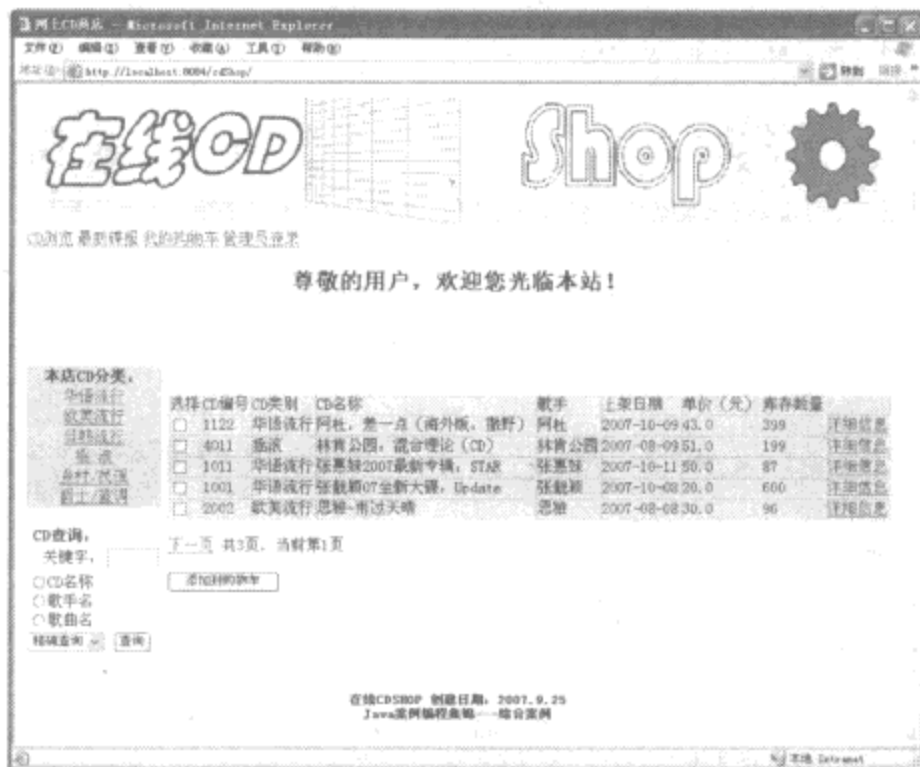 网上CD商店 - Microsoft Internet Explorer
文件(F) 编辑(E) 查看(V) 收藏(A) 工具(T) 帮助(H)
地址(D) http://localhost:8084/cdShop/ 转到 链接 »
在线CD Shop
CD浏览 最新碟报 我的购物车 管理员登录
尊敬的用户，欢迎您光临本站！
本店CD分类：
华语流行
欧美流行
日韩流行
摇滚
乡村/民谣
爵士/蓝调
选择 CD编号 CD类别 CD名称 歌手 上架日期 单价（元） 库存数量
1122 华语流行 阿杜，差一点（海外版，撒野） 阿杜 2007-10-09 43.0 399 详细信息
4011 摇滚 林肯公园，混合理论（CD） 林肯公园 2007-08-09 51.0 199 详细信息
1011 华语流行 张惠妹2007最新专辑，STAR 张惠妹 2007-10-11 50.0 87 详细信息
1001 华语流行 张靓颖07全新大碟，Update 张靓颖 2007-10-08 20.0 600 详细信息
2002 欧美流行 恩雅-雨过天晴 恩雅 2007-08-08 30.0 96 详细信息
下一页 共3页. 当前第1页
添加到购物车
CD查询：
关键字：
CD名称
歌手名
歌曲名
精确查询 查询
在线CDSHOP 创建日期：2007.9.25
Java案例编程集锦---综合案例
本地 Intranet